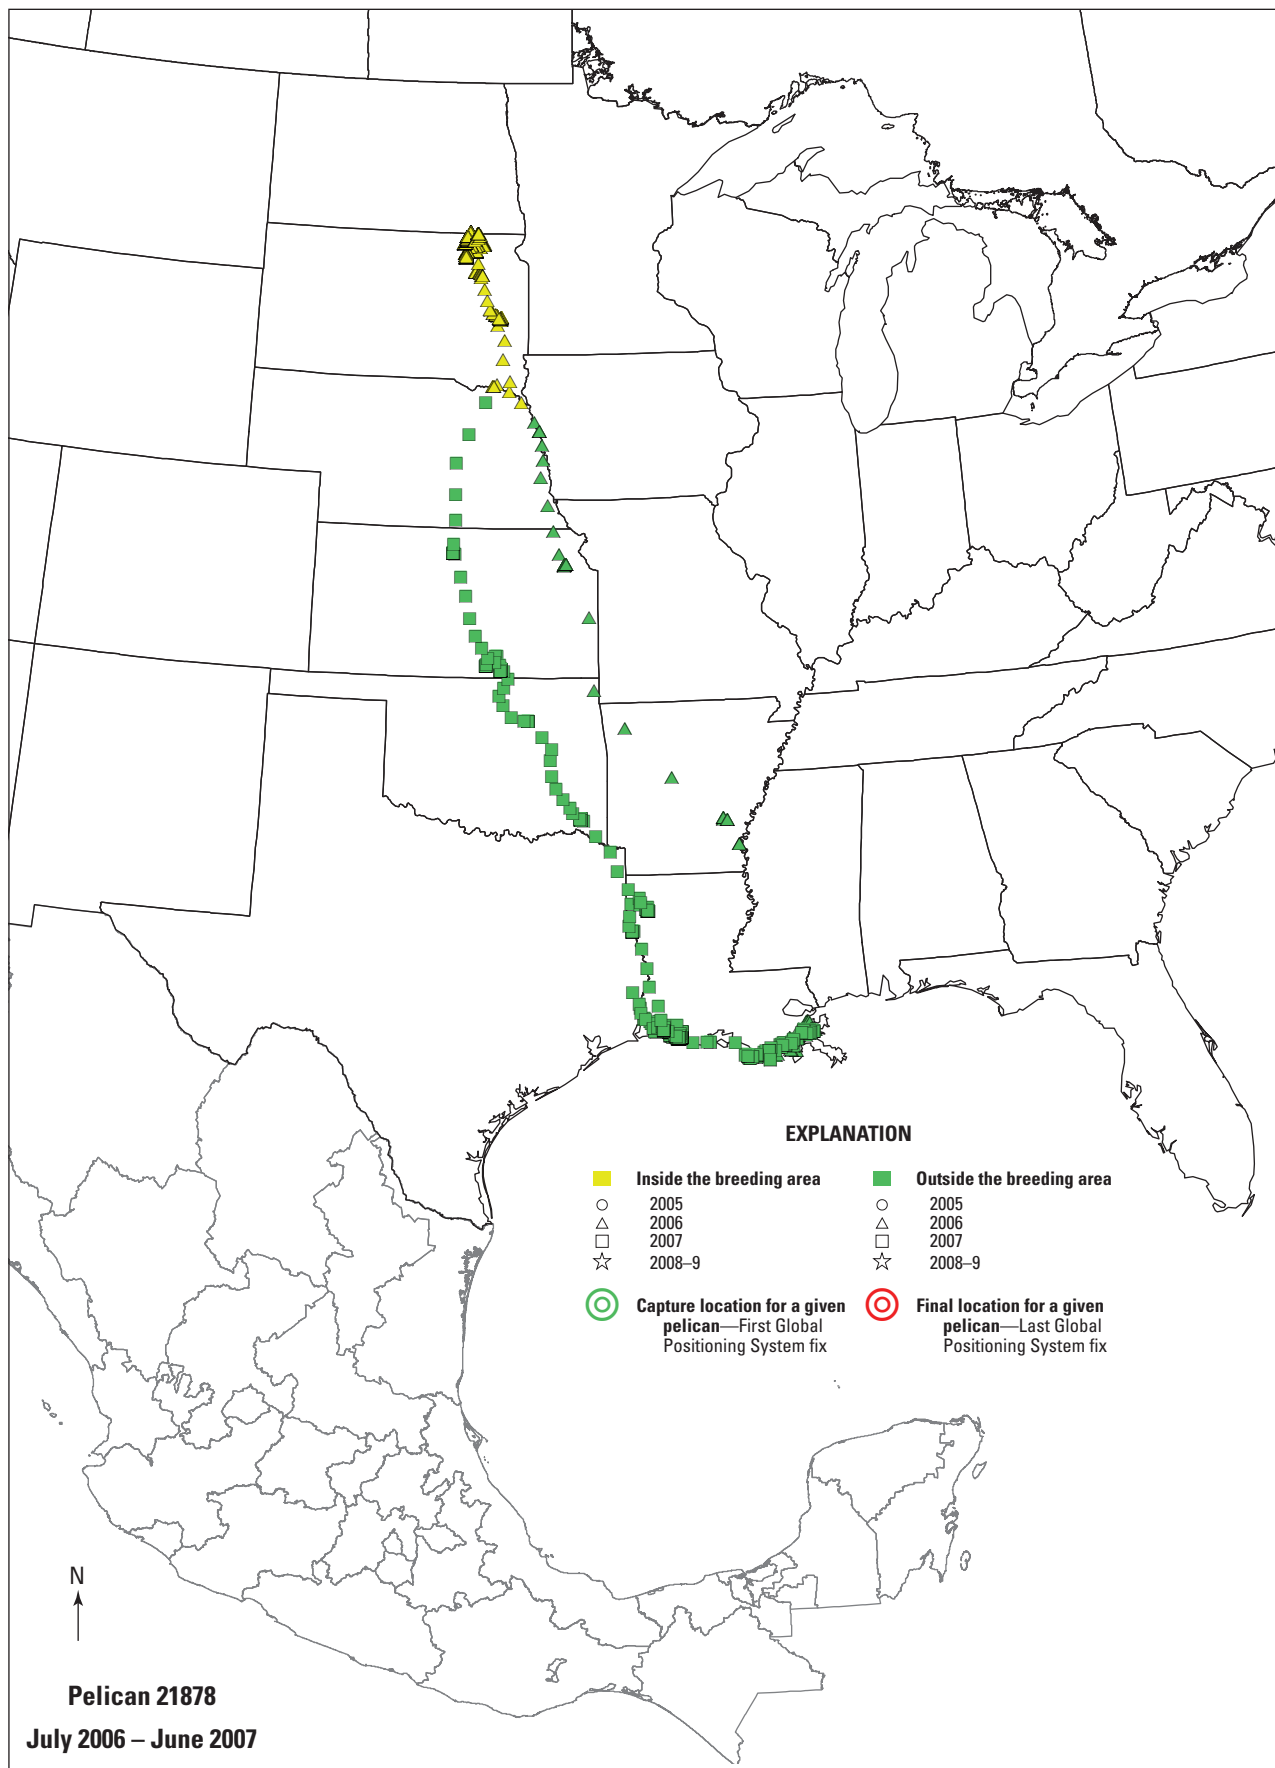 EXPLANATION
Inside the breeding area
2005
2006
2007
2008–9
Outside the breeding area
2005
2006
2007
2008–9
Capture location for a given
pelican—First Global
Positioning System fix
Final location for a given
pelican—Last Global
Positioning System fix
N
Pelican 21878
July 2006 – June 2007